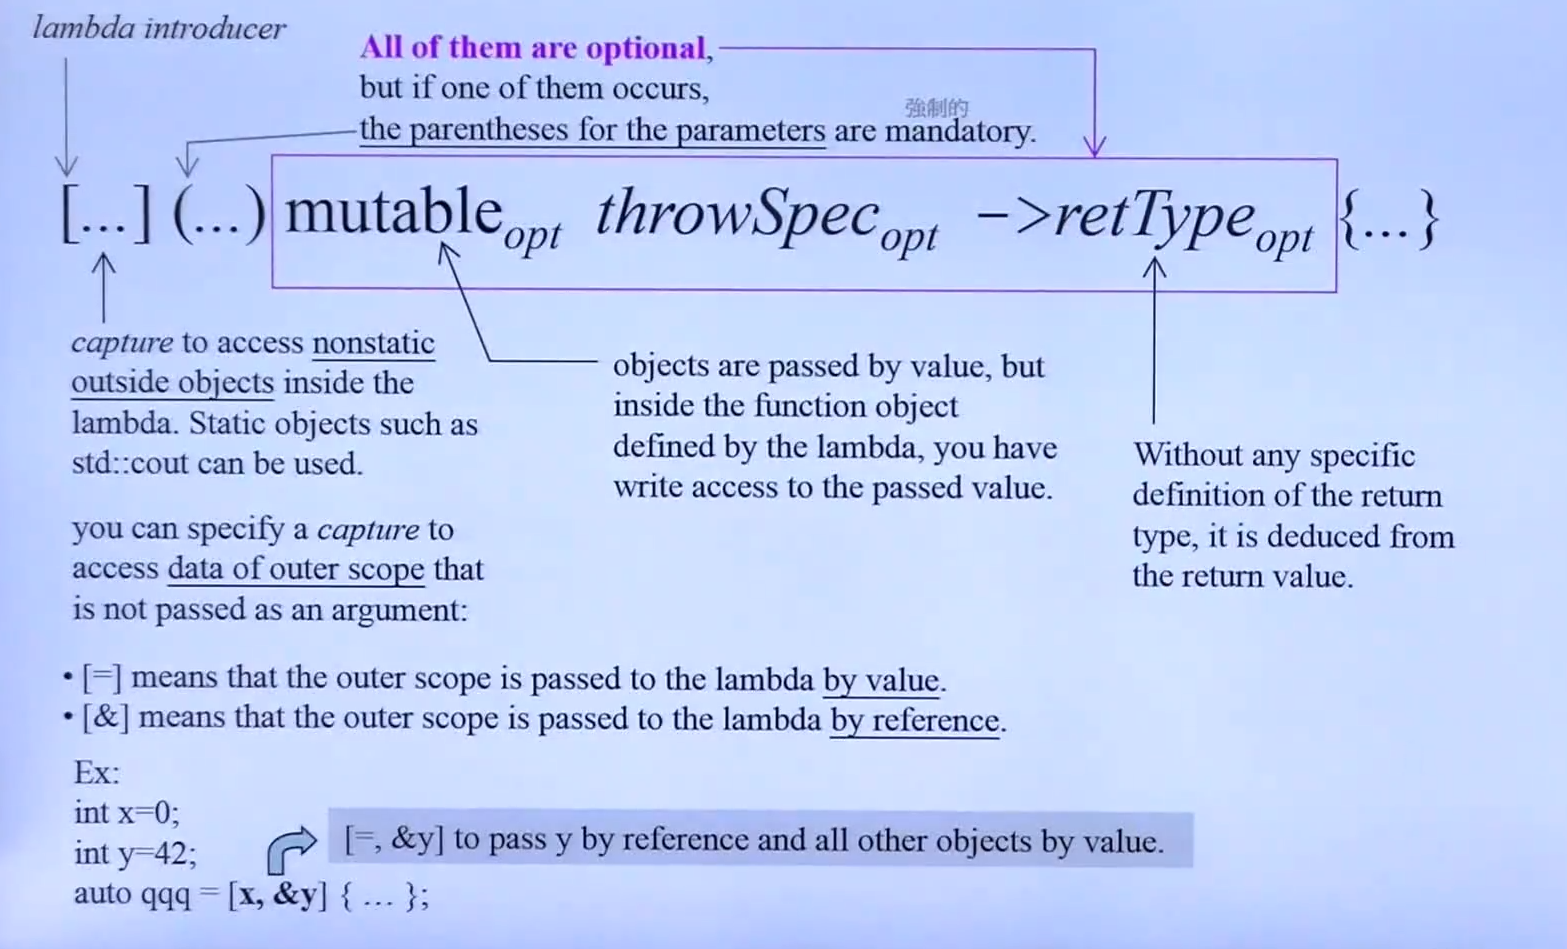 lambda introducer
All of them are optional,
but if one of them occurs,
強制的
the parentheses for the parameters are mandatory.
[...] (...) mutable opt throwSpec opt ->retType opt {...}
capture to access nonstatic
outside objects inside the
lambda. Static objects such as
std::cout can be used.
objects are passed by value, but
inside the function object
defined by the lambda, you have
write access to the passed value.
Without any specific
definition of the return
type, it is deduced from
the return value.
you can specify a capture to
access data of outer scope that
is not passed as an argument:
• [=] means that the outer scope is passed to the lambda by value.
• [&] means that the outer scope is passed to the lambda by reference.
Ex:
int x=0;
int y=42;
[=, &y] to pass y by reference and all other objects by value.
auto qqq = [x, &y] { ... };